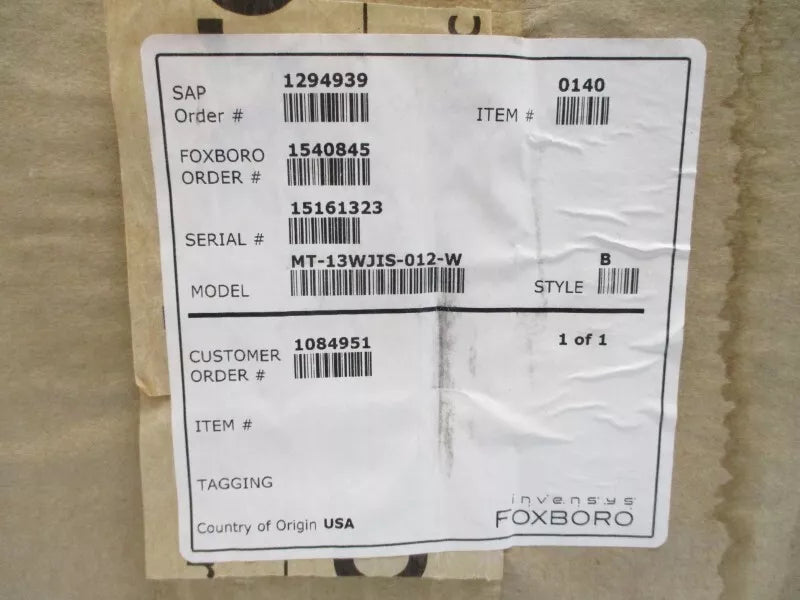 SAP
Order #
1294939
ITEM #
0140
FOXBORO
ORDER #
1540845
SERIAL #
15161323
MODEL
MT-13WJIS-012-W
STYLE
B
CUSTOMER
ORDER #
1084951
1 of 1
ITEM #
TAGGING
Country of Origin USA
invensys
FOXBORO